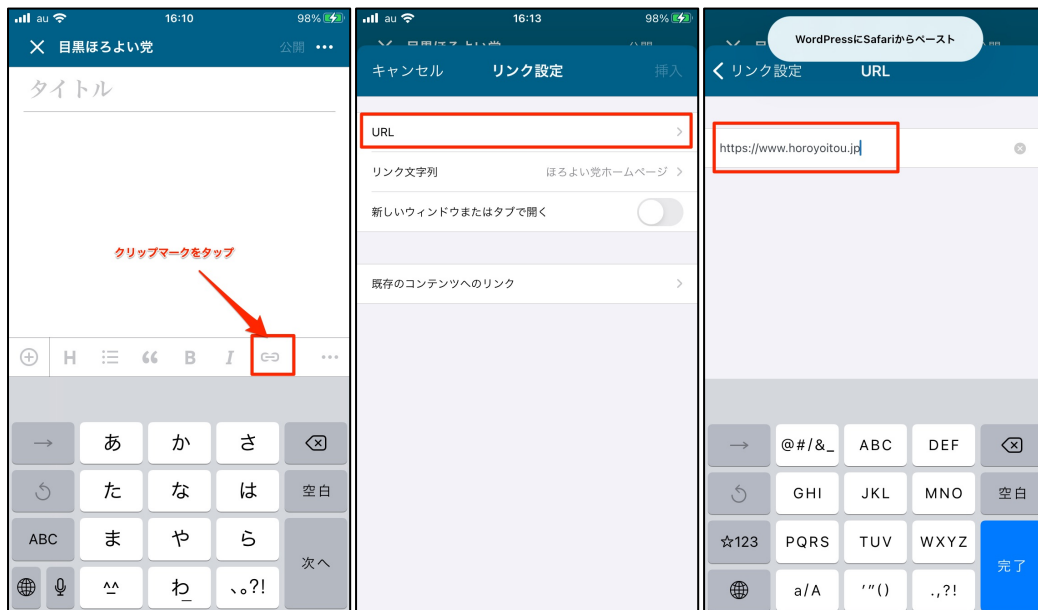 au 16:10 98%
目黒ほろよい党 公開
タイトル
クリップマークをタップ
H B I
→ あ か さ
た な は 空白
ABC ま や ら
次へ
^^ わ 、。?!
au 16:13 98%
キャンセル リンク設定 挿入
URL
リンク文字列 ほろよい党ホームページ
新しいウィンドウまたはタブで開く
既存のコンテンツへのリンク
WordPressにSafariからペースト
リンク設定 URL
https://www.horoyoitou.jp
→ @#/&_ ABC DEF
GHI JKL MNO 空白
☆123 PQRS TUV WXYZ
完了
a/A '"() .,?!